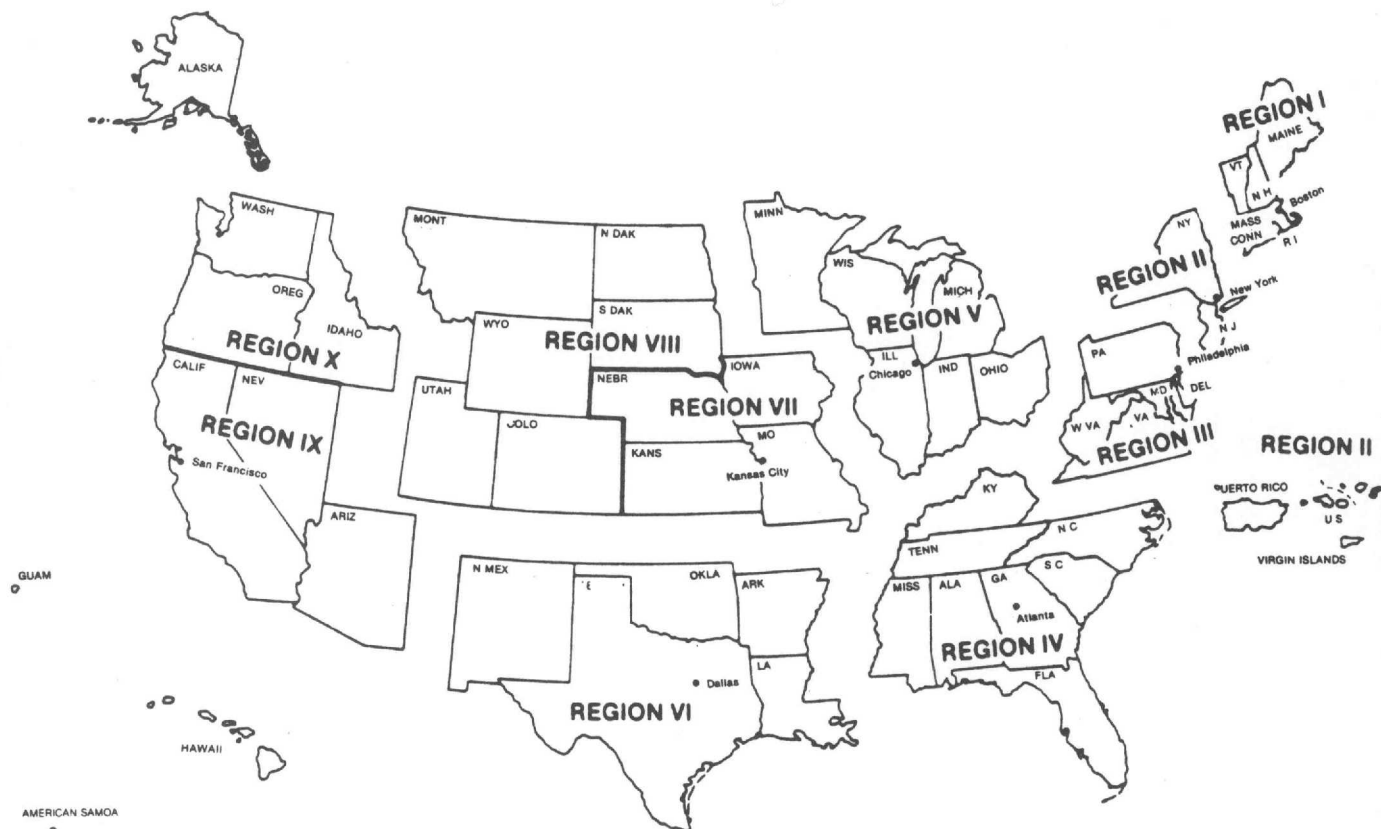 ALASKA
REGION I
MAINE
VT
N H
Boston
MASS
CONN
R I
NY
REGION II
New York
N J
WASH
OREG
IDAHO
REGION X
MONT
N DAK
S DAK
WYO
REGION VIII
UTAH
COLO
MINN
WIS
MICH
REGION V
ILL
Chicago
IND
OHIO
PA
Philadelphia
MD
DEL
W VA
VA
REGION III
CALIF
NEV
REGION IX
San Francisco
ARIZ
NEBR
IOWA
REGION VII
KANS
MO
Kansas City
REGION II
UERTO RICO
U S
VIRGIN ISLANDS
KY
TENN
N C
S C
MISS
ALA
GA
Atlanta
REGION IV
FLA
GUAM
N MEX
E
OKLA
ARK
LA
Dallas
REGION VI
HAWAII
AMERICAN SAMOA